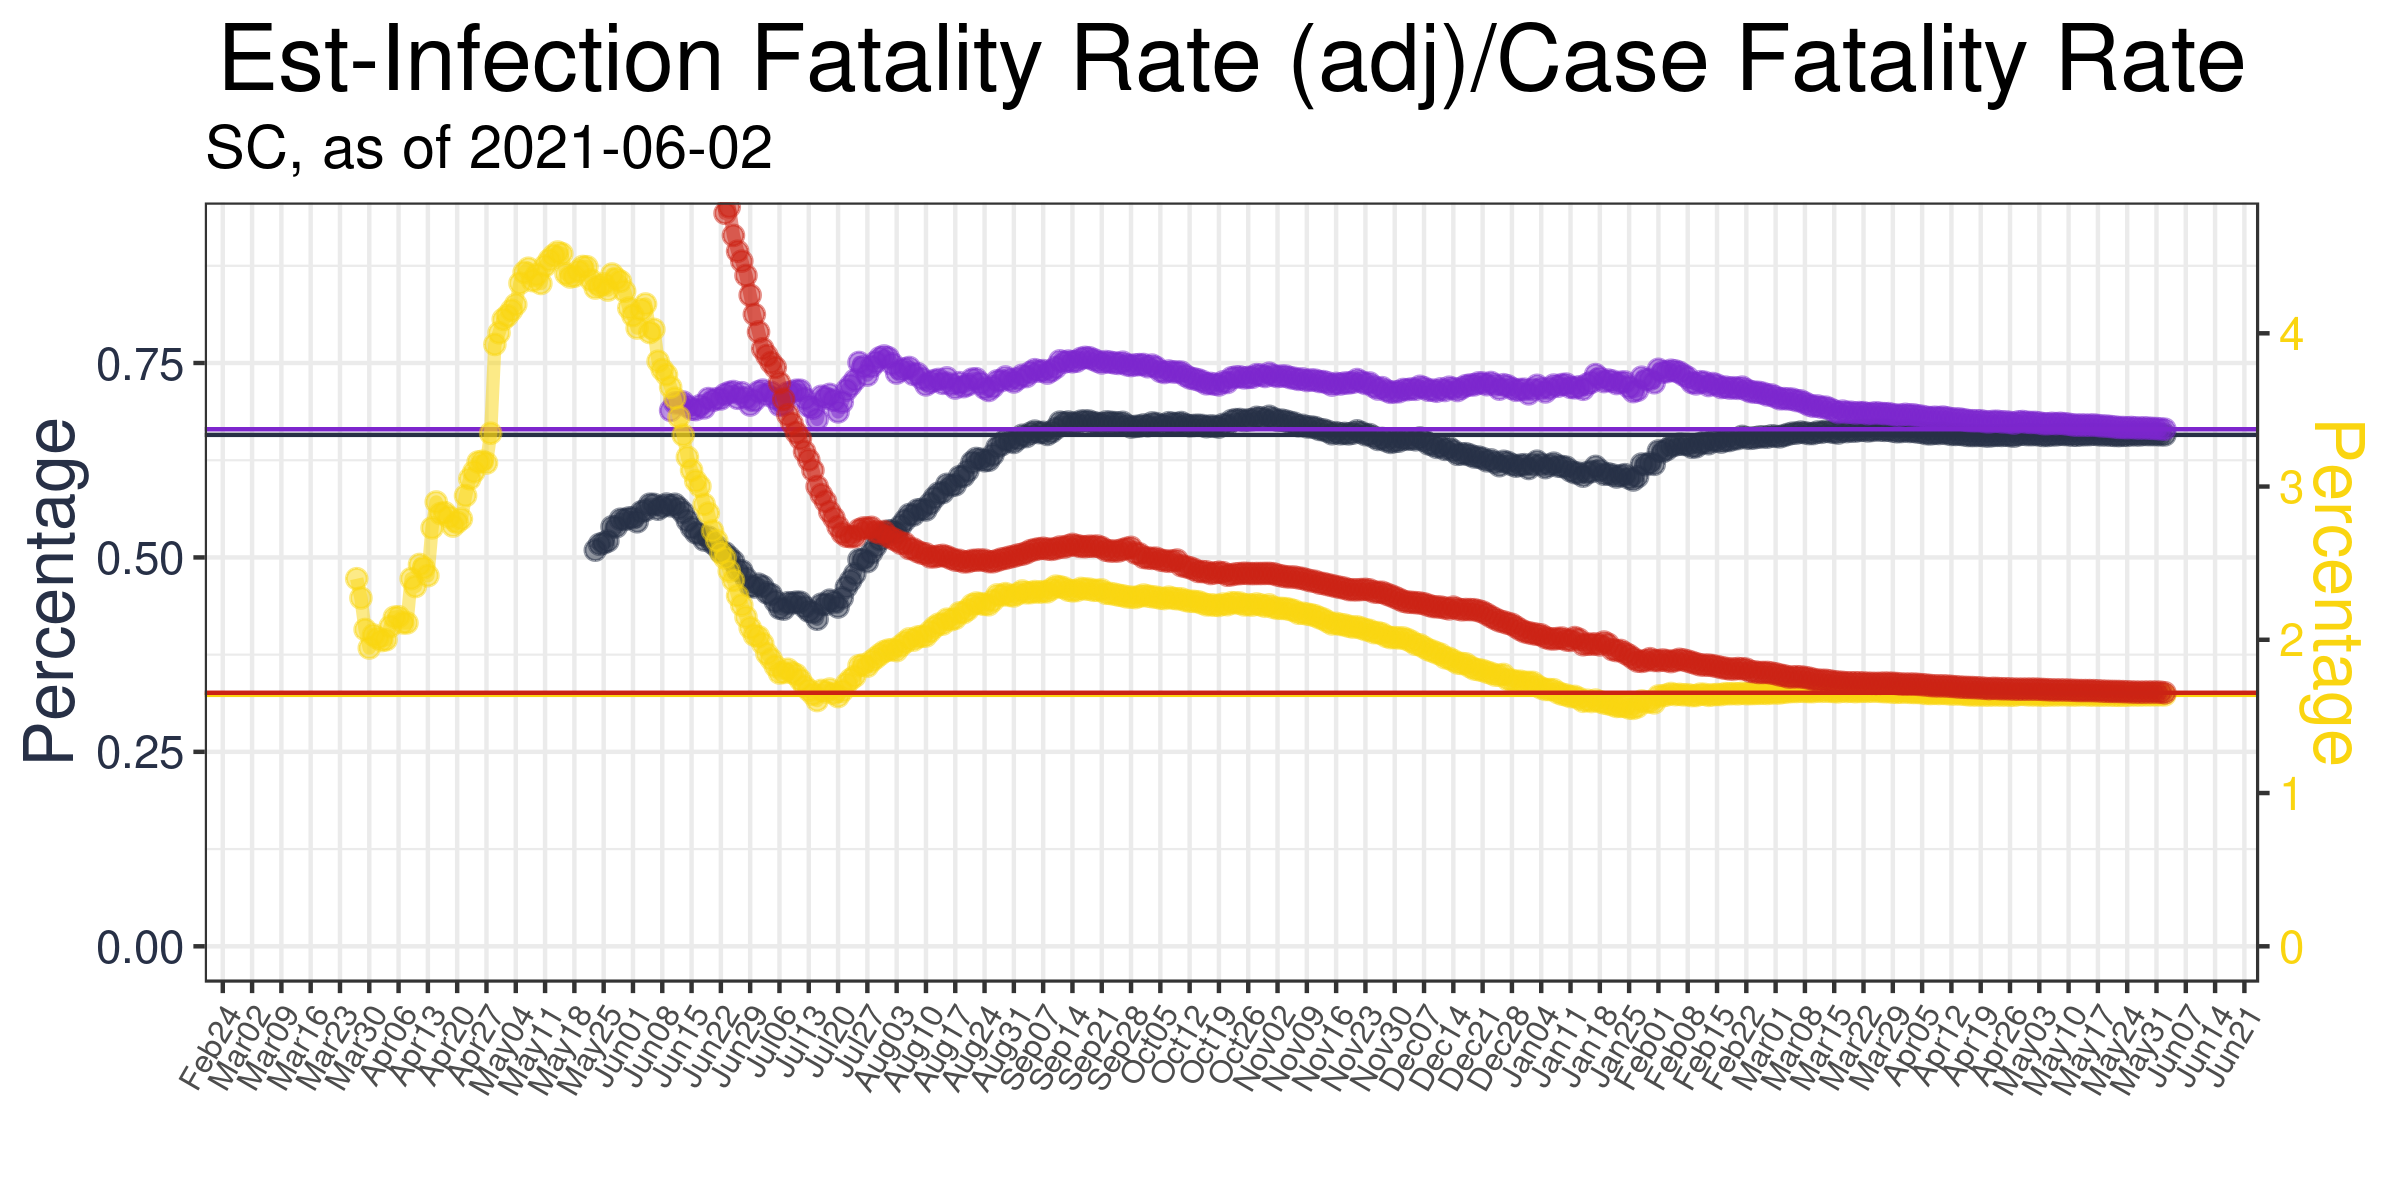 Est-Infection Fatality Rate (adj)/Case Fatality Rate
SC, as of 2021-06-02
Percentage
0.75
0.50
0.25
0.00
4
3
2
1
0
Percentage
Feb24
Mar02
Mar09
Mar16
Mar23
Mar30
Apr06
Apr13
Apr20
Apr27
May04
May11
May18
May25
Jun01
Jun08
Jun15
Jun22
Jun29
Jul06
Jul13
Jul20
Jul27
Aug03
Aug10
Aug17
Aug24
Aug31
Sep07
Sep14
Sep21
Sep28
Oct05
Oct12
Oct19
Oct26
Nov02
Nov09
Nov16
Nov23
Nov30
Dec07
Dec14
Dec21
Dec28
Jan04
Jan11
Jan18
Jan25
Feb01
Feb08
Feb15
Feb22
Mar01
Mar08
Mar15
Mar22
Mar29
Apr05
Apr12
Apr19
Apr26
May03
May10
May17
May24
May31
Jun07
Jun14
Jun21